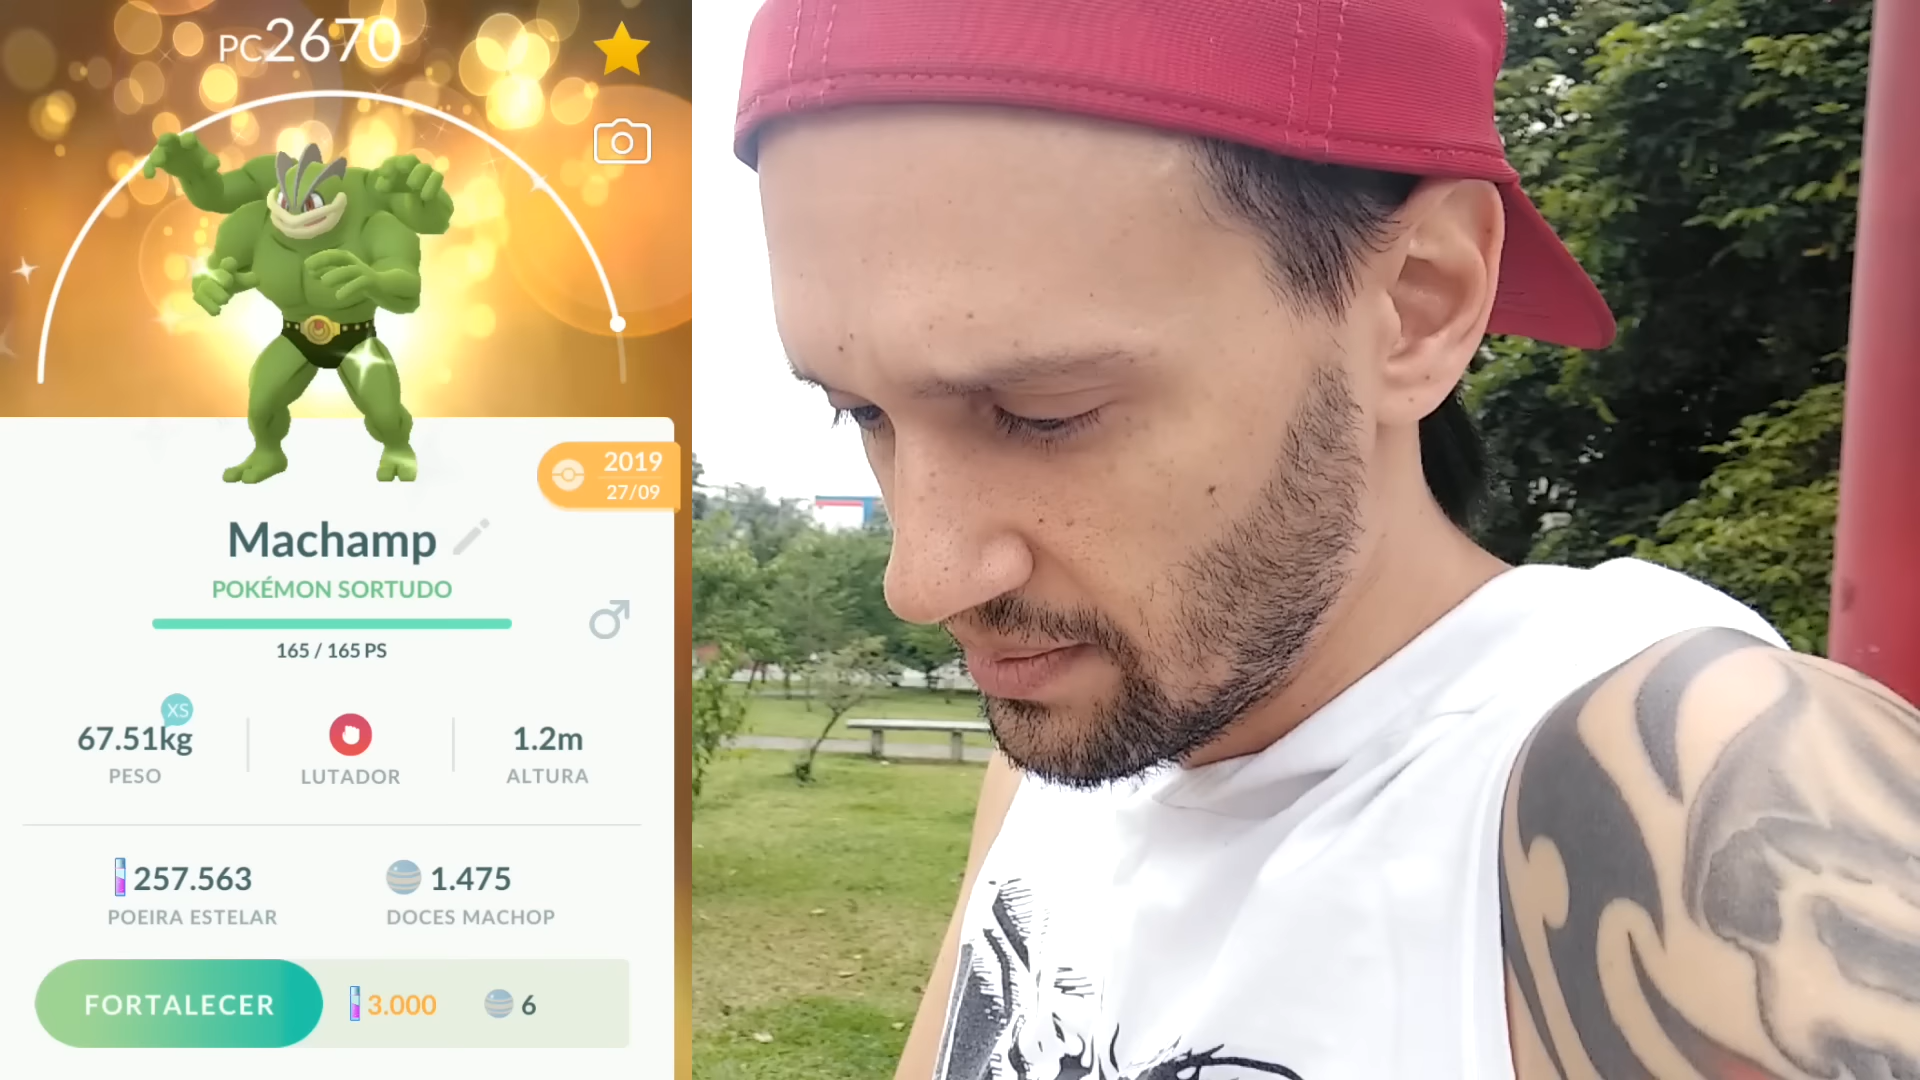 PC2670
2019
27/09
Machamp
POKÉMON SORTUDO
165 / 165 PS
XS
67.51kg
PESO
LUTADOR
1.2m
ALTURA
257.563
POEIRA ESTELAR
1.475
DOCES MACHOP
FORTALECER
3.000
6